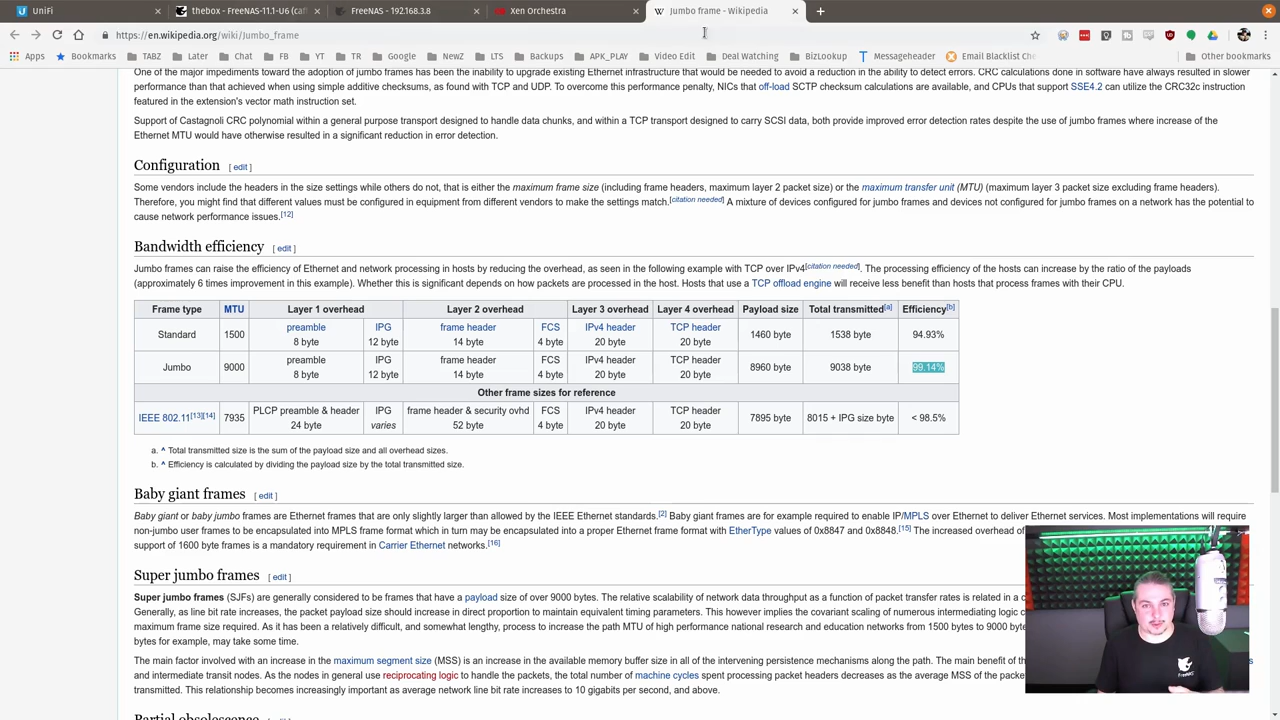 UniFi
thebox - FreeNAS-11.1-U6 (caf
FreeNAS - 192.168.3.8
Xen Orchestra
Jumbo frame - Wikipedia
https://en.wikipedia.org/wiki/Jumbo_frame
Apps Bookmarks TABZ Later Chat FB YT TR Google NewZ LTS Backups APK_PLAY Video Edit Deal Watching BizLookup Messageheader Email Blacklist Che Other bookmarks
One of the major impediments toward the adoption of jumbo frames has been the inability to upgrade existing Ethernet infrastructure that would be needed to avoid a reduction in the ability to detect errors. CRC calculations done in software have always resulted in slower
performance than that achieved when using simple additive checksums, as found with TCP and UDP. To overcome this performance penalty, NICs that off-load SCTP checksum calculations are available, and CPUs that support SSE4.2 can utilize the CRC32c instruction
featured in the extension's vector math instruction set.
Support of Castagnoli CRC polynomial within a general purpose transport designed to handle data chunks, and within a TCP transport designed to carry SCSI data, both provide improved error detection rates despite the use of jumbo frames where increase of the
Ethernet MTU would have otherwise resulted in a significant reduction in error detection.
Configuration [ edit ]
Some vendors include the headers in the size settings while others do not, that is either the maximum frame size (including frame headers, maximum layer 2 packet size) or the maximum transfer unit (MTU) (maximum layer 3 packet size excluding frame headers).
Therefore, you might find that different values must be configured in equipment from different vendors to make the settings match.[citation needed] A mixture of devices configured for jumbo frames and devices not configured for jumbo frames on a network has the potential to
cause network performance issues.[12]
Bandwidth efficiency [ edit ]
Jumbo frames can raise the efficiency of Ethernet and network processing in hosts by reducing the overhead, as seen in the following example with TCP over IPv4[citation needed]. The processing efficiency of the hosts can increase by the ratio of the payloads
(approximately 6 times improvement in this example). Whether this is significant depends on how packets are processed in the host. Hosts that use a TCP offload engine will receive less benefit than hosts that process frames with their CPU.
Frame type MTU Layer 1 overhead Layer 2 overhead Layer 3 overhead Layer 4 overhead Payload size Total transmitted[a] Efficiency[b]
Standard 1500 preamble 8 byte IPG 12 byte frame header 14 byte FCS 4 byte IPv4 header 20 byte TCP header 20 byte 1460 byte 1538 byte 94.93%
Jumbo 9000 preamble 8 byte IPG 12 byte frame header 14 byte FCS 4 byte IPv4 header 20 byte TCP header 20 byte 8960 byte 9038 byte 99.14%
Other frame sizes for reference
IEEE 802.11[13][14] 7935 PLCP preamble & header 24 byte IPG varies frame header & security ovhd 52 byte FCS 4 byte IPv4 header 20 byte TCP header 20 byte 7895 byte 8015 + IPG size byte < 98.5%
a. ^ Total transmitted size is the sum of the payload size and all overhead sizes.
b. ^ Efficiency is calculated by dividing the payload size by the total transmitted size.
Baby giant frames [ edit ]
Baby giant or baby jumbo frames are Ethernet frames that are only slightly larger than allowed by the IEEE Ethernet standards.[2] Baby giant frames are for example required to enable IP/MPLS over Ethernet to deliver Ethernet services. Most implementations will require
non-jumbo user frames to be encapsulated into MPLS frame format which in turn may be encapsulated into a proper Ethernet frame format with EtherType values of 0x8847 and 0x8848.[15] The increased overhead of
support of 1600 byte frames is a mandatory requirement in Carrier Ethernet networks.[16]
Super jumbo frames [ edit ]
Super jumbo frames (SJFs) are generally considered to be frames that have a payload size of over 9000 bytes. The relative scalability of network data throughput as a function of packet transfer rates is related in a c
Generally, as line bit rate increases, the packet payload size should increase in direct proportion to maintain equivalent timing parameters. This however implies the covariant scaling of numerous intermediating logic c
maximum frame size required. As it has been a relatively difficult, and somewhat lengthy, process to increase the path MTU of high performance national research and education networks from 1500 bytes to 9000 byte
bytes for example, may take some time.
The main factor involved with an increase in the maximum segment size (MSS) is an increase in the available memory buffer size in all of the intervening persistence mechanisms along the path. The main benefit of th
and intermediate transit nodes. As the nodes in general use reciprocating logic to handle the packets, the total number of machine cycles spent processing packet headers decreases as the average MSS of the packe
transmitted. This relationship becomes increasingly important as average network line bit rate increases to 10 gigabits per second, and above.
Partial obsolescence
FreeNAS